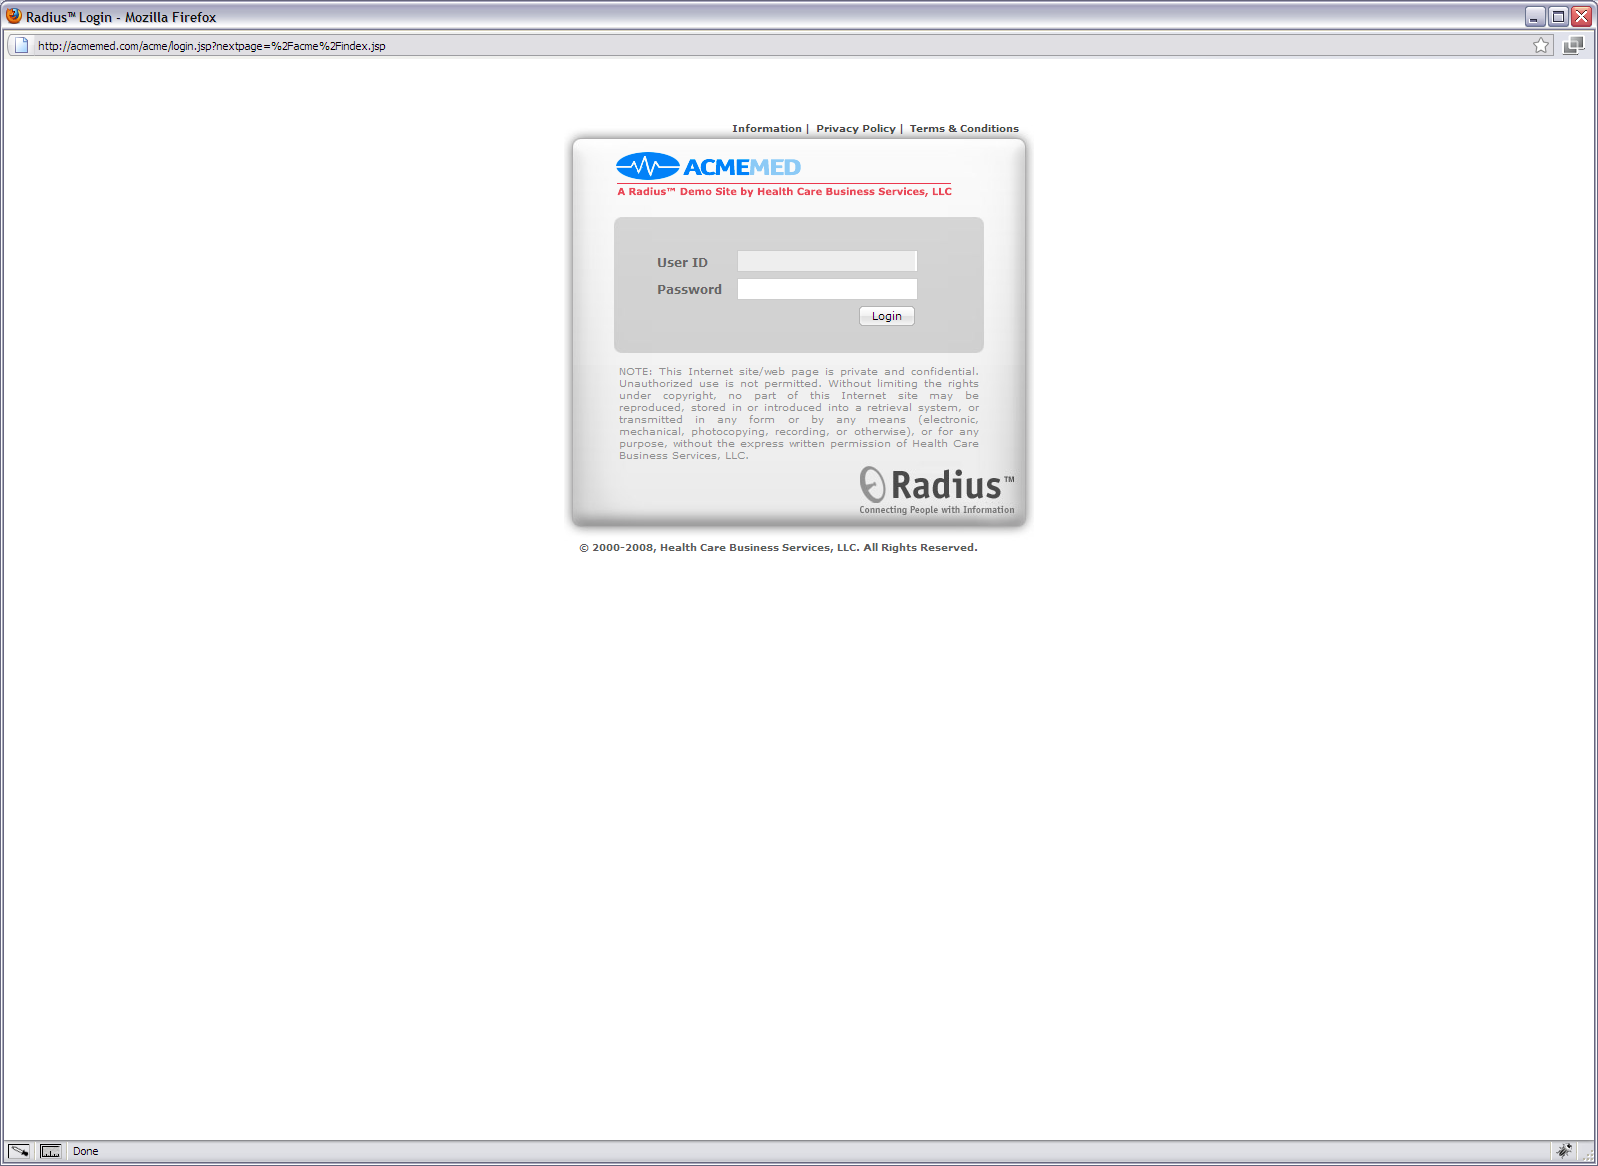 Radius™ Login - Mozilla Firefox
http://acmemed.com/acme/login.jsp?nextpage=%2Facme%2Findex.jsp
Information | Privacy Policy | Terms & Conditions
ACMEMED
A Radius™ Demo Site by Health Care Business Services, LLC
User ID
Password
Login
NOTE: This Internet site/web page is private and confidential.
Unauthorized use is not permitted. Without limiting the rights
under copyright, no part of this Internet site may be
reproduced, stored in or introduced into a retrieval system, or
transmitted in any form or by any means (electronic,
mechanical, photocopying, recording, or otherwise), or for any
purpose, without the express written permission of Health Care
Business Services, LLC.
Radius™
Connecting People with Information
© 2000-2008, Health Care Business Services, LLC. All Rights Reserved.
Done